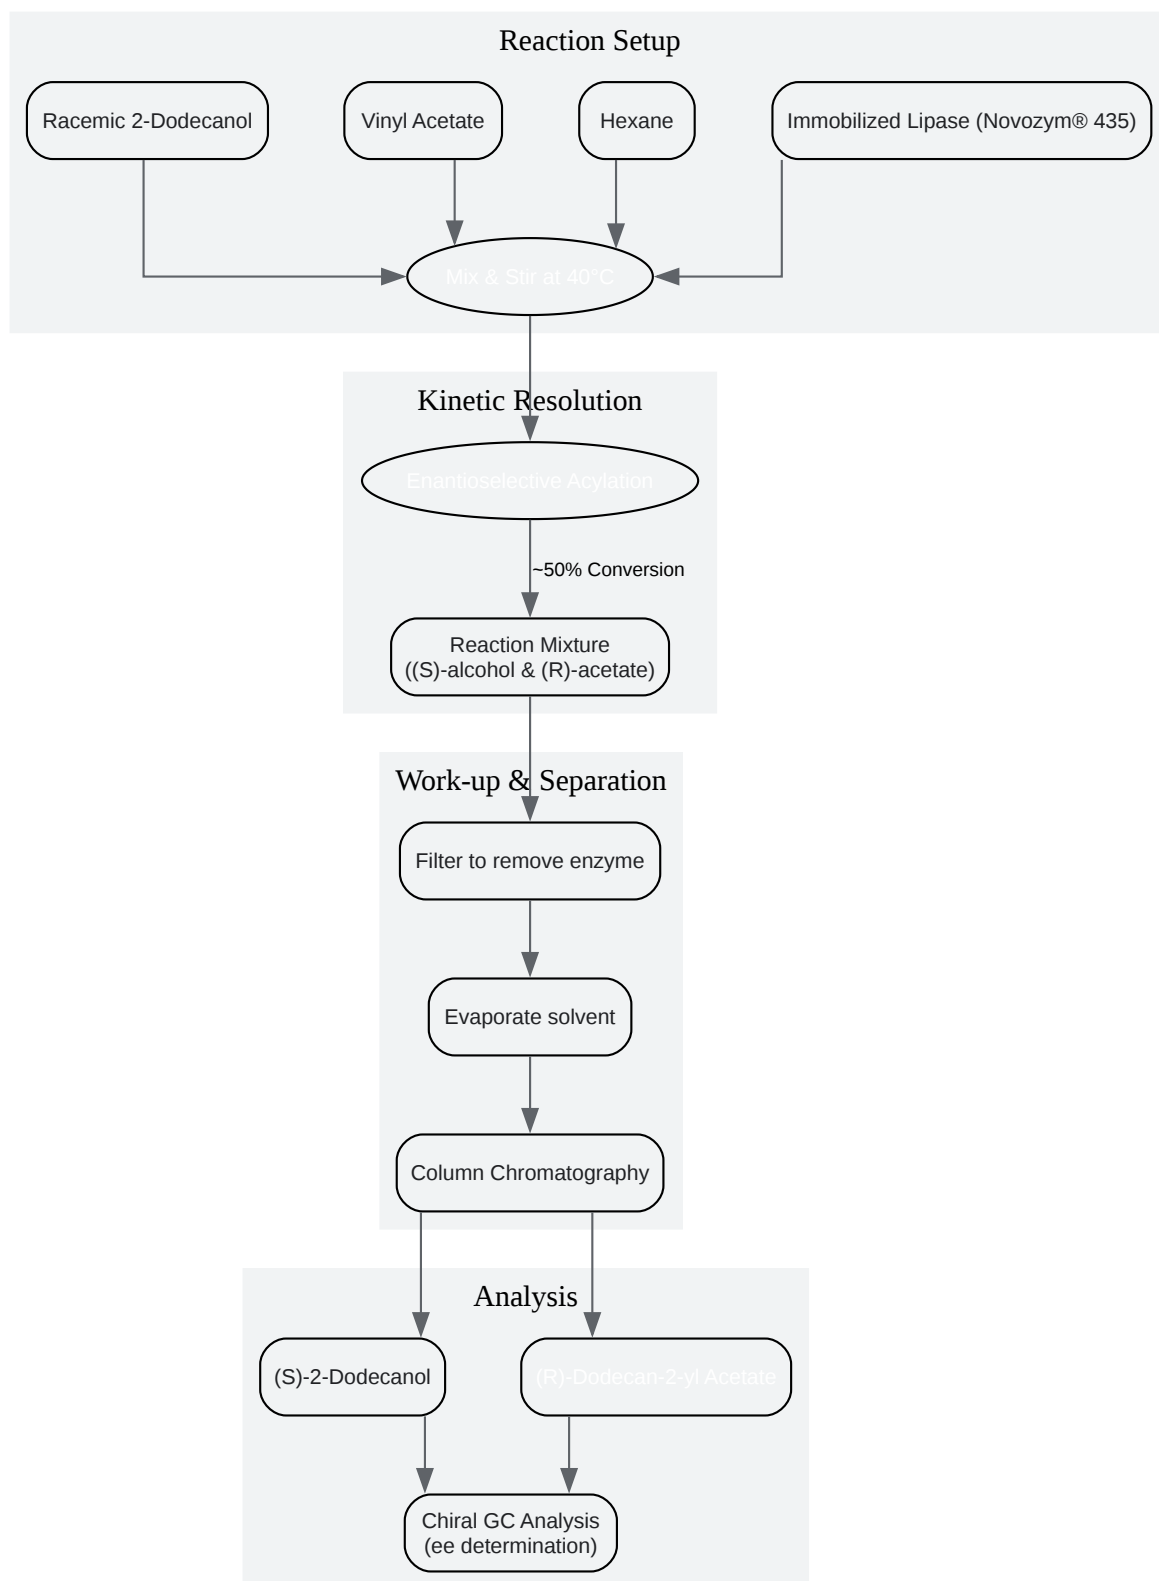 Reaction Setup
Racemic 2-Dodecanol
Vinyl Acetate
Hexane
Immobilized Lipase (Novozym® 435)
Mix & Stir at 40°C
Kinetic Resolution
Enantioselective Acylation
~50% Conversion
Reaction Mixture
((S)-alcohol & (R)-acetate)
Work-up & Separation
Filter to remove enzyme
Evaporate solvent
Column Chromatography
Analysis
(S)-2-Dodecanol
(R)-Dodecan-2-yl Acetate
Chiral GC Analysis
(ee determination)